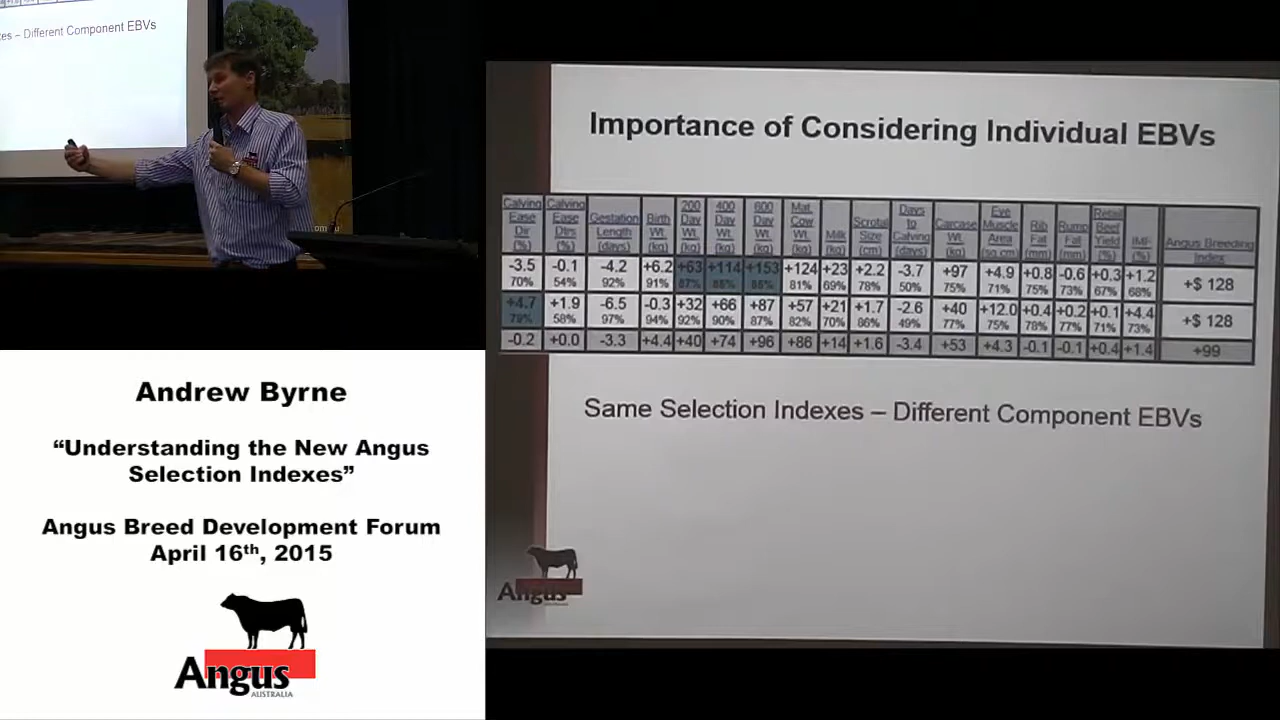 es – Different Component EBVs
Andrew Byrne
“Understanding the New Angus
Selection Indexes”
Angus Breed Development Forum
April 16th, 2015
Angus
AUSTRALIA
Importance of Considering Individual EBVs
Calving Ease Dir (%) Calving Ease Dtrs (%) Gestation Length (days) Birth Wt. (kg) 200 Day Wt. (kg) 400 Day Wt. (kg) 600 Day Wt. (kg) Mat. Cow Wt. (kg) Milk (kg) Scrotal Size (cm) Days to Calving (days) Carcase Wt. (kg) Eye Muscle Area (sq cm) Rib Fat (mm) Rump Fat (mm) Retail Beef Yield (%) IMF (%) Angus Breeding Index
-3.5 -0.1 -4.2 +6.2 +63 +114 +153 +124 +23 +2.2 -3.7 +97 +4.9 +0.8 -0.6 +0.3 +1.2 +$ 128
70% 54% 92% 91% 87% 88% 86% 81% 69% 78% 50% 75% 71% 75% 73% 67% 68%
+4.7 +1.9 -6.5 -0.3 +32 +66 +87 +57 +21 +1.7 -2.6 +40 +12.0 +0.4 +0.2 +0.1 +4.4 +$ 128
79% 58% 97% 94% 92% 90% 87% 82% 70% 86% 49% 77% 75% 78% 77% 71% 73%
-0.2 +0.0 -3.3 +4.4 +40 +74 +96 +86 +14 +1.6 -3.4 +53 +4.3 -0.1 -0.1 +0.4 +1.4 +99
Same Selection Indexes – Different Component EBVs
Angus